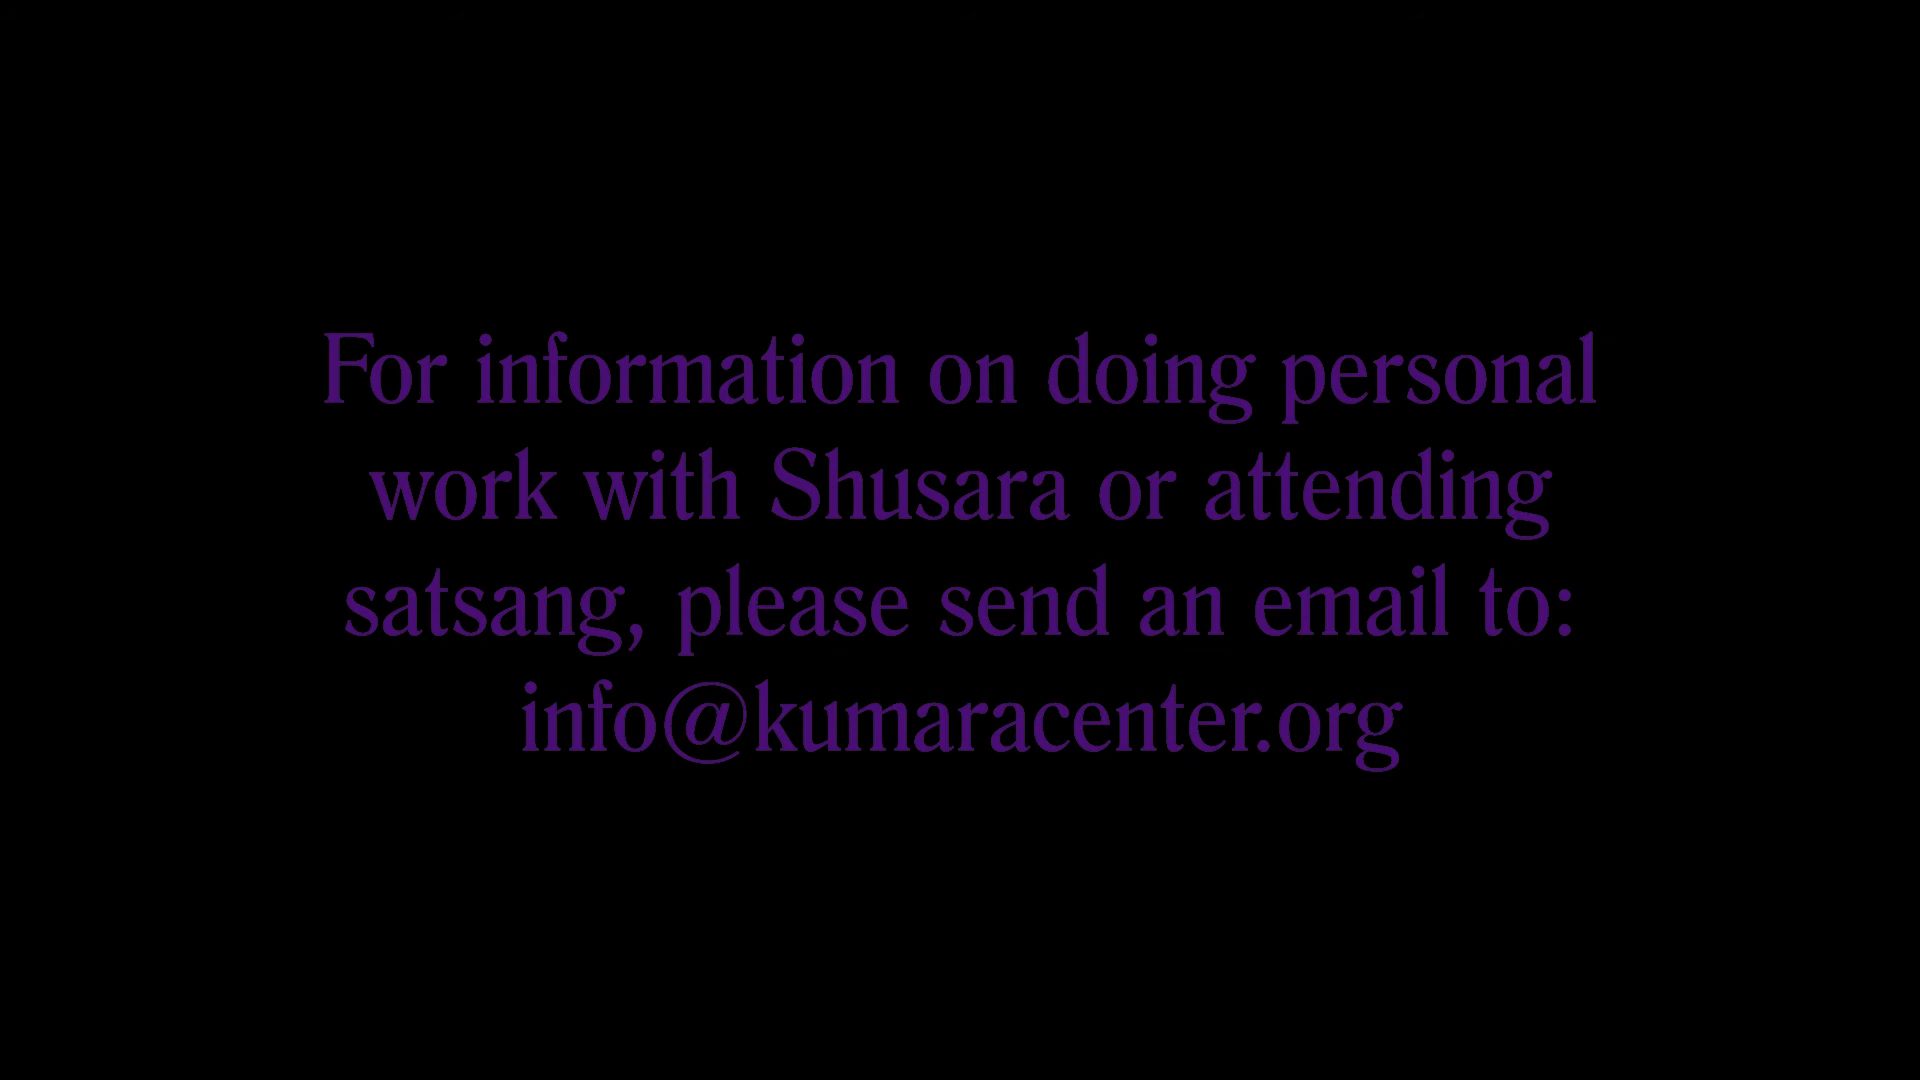 For information on doing personal
work with Shusara or attending
satsang, please send an email to:
info@kumaracenter.org